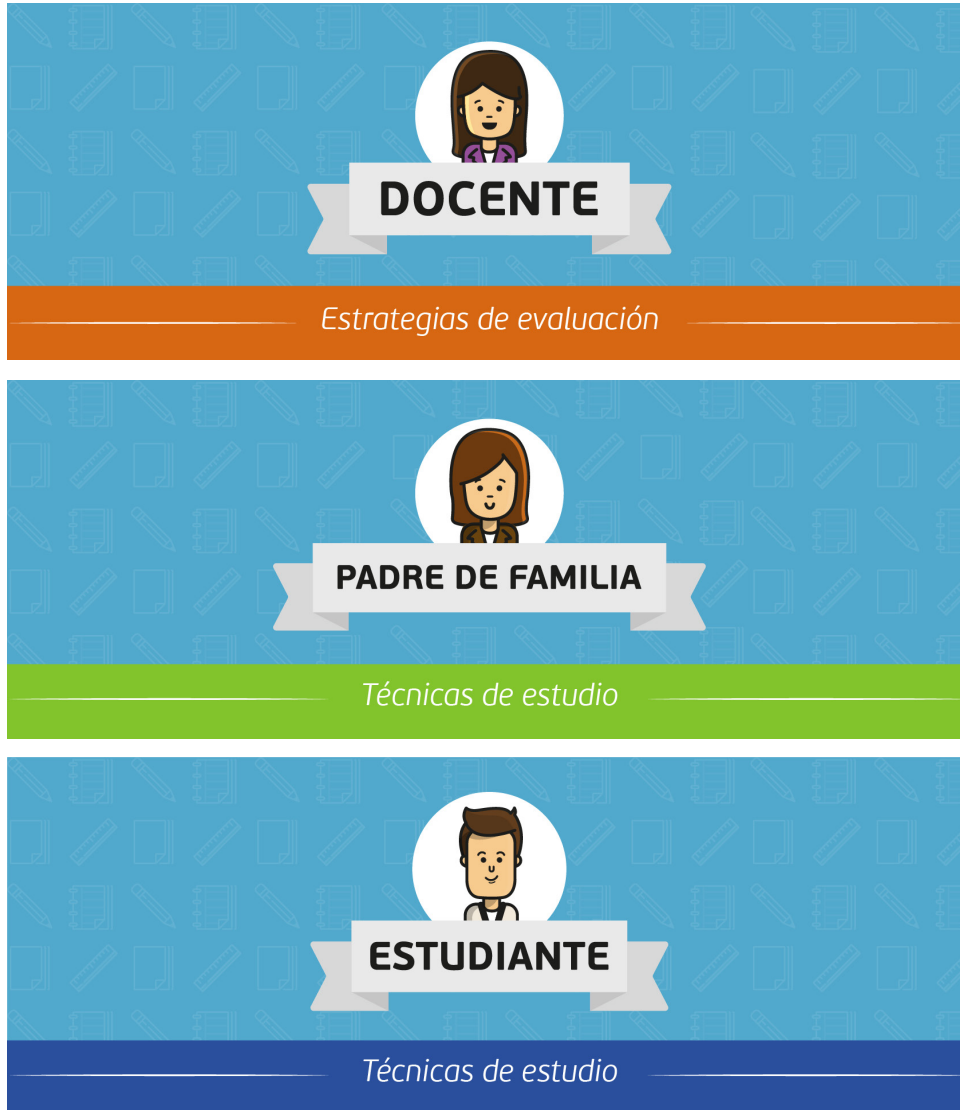 DOCENTE
Estrategias de evaluación
PADRE DE FAMILIA
Técnicas de estudio
ESTUDIANTE
Técnicas de estudio